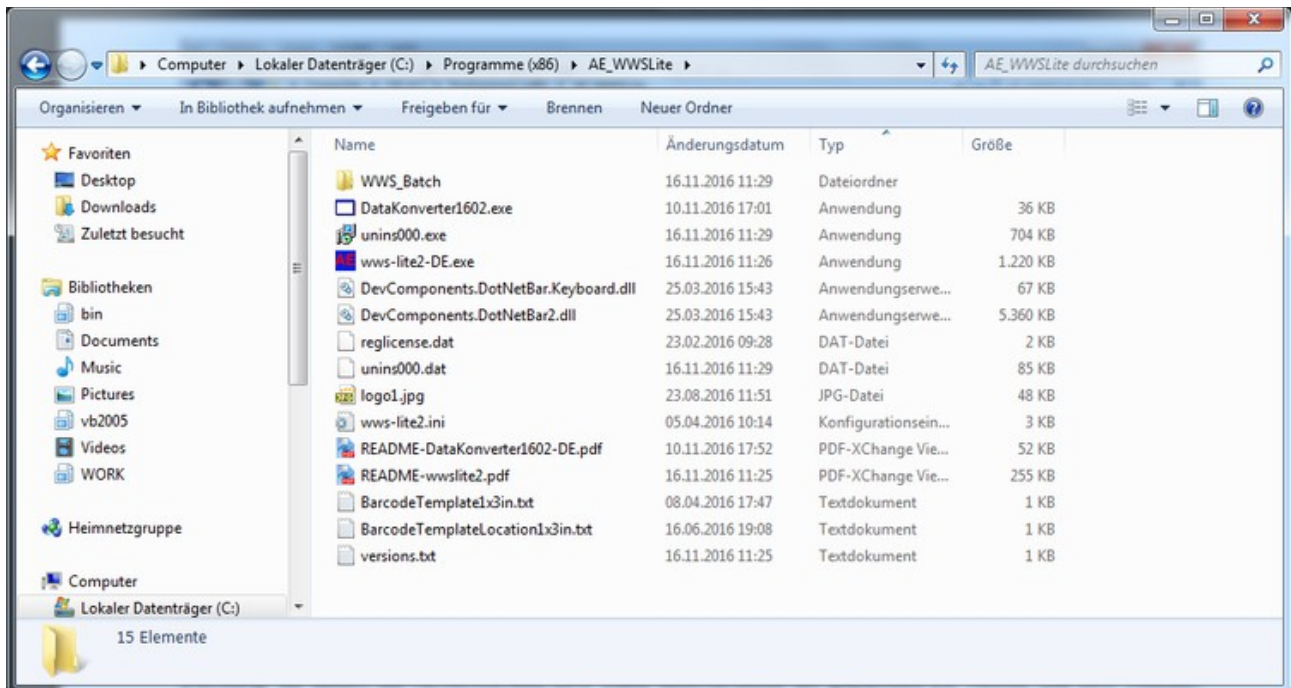 Computer ▸ Lokaler Datenträger (C:) ▸ Programme (x86) ▸ AE_WWSLite ▸ AE_WWSLite durchsuchen
Organisieren In Bibliothek aufnehmen Freigeben für Brennen Neuer Ordner
Favoriten
Desktop
Downloads
Zuletzt besucht
Bibliotheken
bin
Documents
Music
Pictures
vb2005
Videos
WORK
Heimnetzgruppe
Computer
Lokaler Datenträger (C:)
Name Änderungsdatum Typ Größe
WWS_Batch 16.11.2016 11:29 Dateiordner
DataKonverter1602.exe 10.11.2016 17:01 Anwendung 36 KB
unins000.exe 16.11.2016 11:29 Anwendung 704 KB
AE wws-lite2-DE.exe 16.11.2016 11:26 Anwendung 1.220 KB
DevComponents.DotNetBar.Keyboard.dll 25.03.2016 15:43 Anwendungserwe... 67 KB
DevComponents.DotNetBar2.dll 25.03.2016 15:43 Anwendungserwe... 5.360 KB
reglicense.dat 23.02.2016 09:28 DAT-Datei 2 KB
unins000.dat 16.11.2016 11:29 DAT-Datei 85 KB
logo1.jpg 23.08.2016 11:51 JPG-Datei 48 KB
wws-lite2.ini 05.04.2016 10:14 Konfigurationsein... 3 KB
README-DataKonverter1602-DE.pdf 10.11.2016 17:52 PDF-XChange Vie... 52 KB
README-wwslite2.pdf 16.11.2016 11:25 PDF-XChange Vie... 255 KB
BarcodeTemplate1x3in.txt 08.04.2016 17:47 Textdokument 1 KB
BarcodeTemplateLocation1x3in.txt 16.06.2016 19:08 Textdokument 1 KB
versions.txt 16.11.2016 11:25 Textdokument 1 KB
15 Elemente